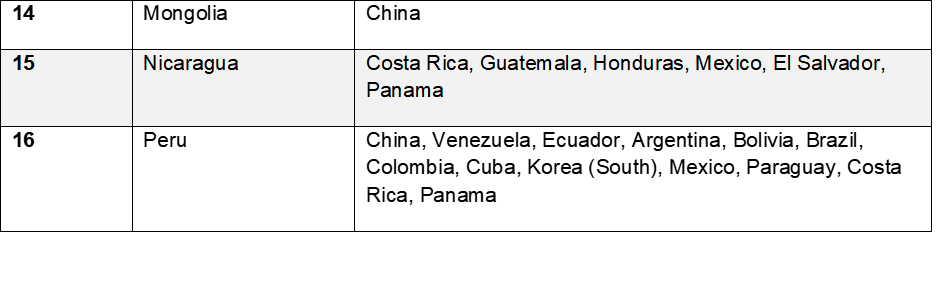 14 Mongolia China
15 Nicaragua Costa Rica, Guatemala, Honduras, Mexico, El Salvador,
Panama
16 Peru China, Venezuela, Ecuador, Argentina, Bolivia, Brazil,
Colombia, Cuba, Korea (South), Mexico, Paraguay, Costa
Rica, Panama